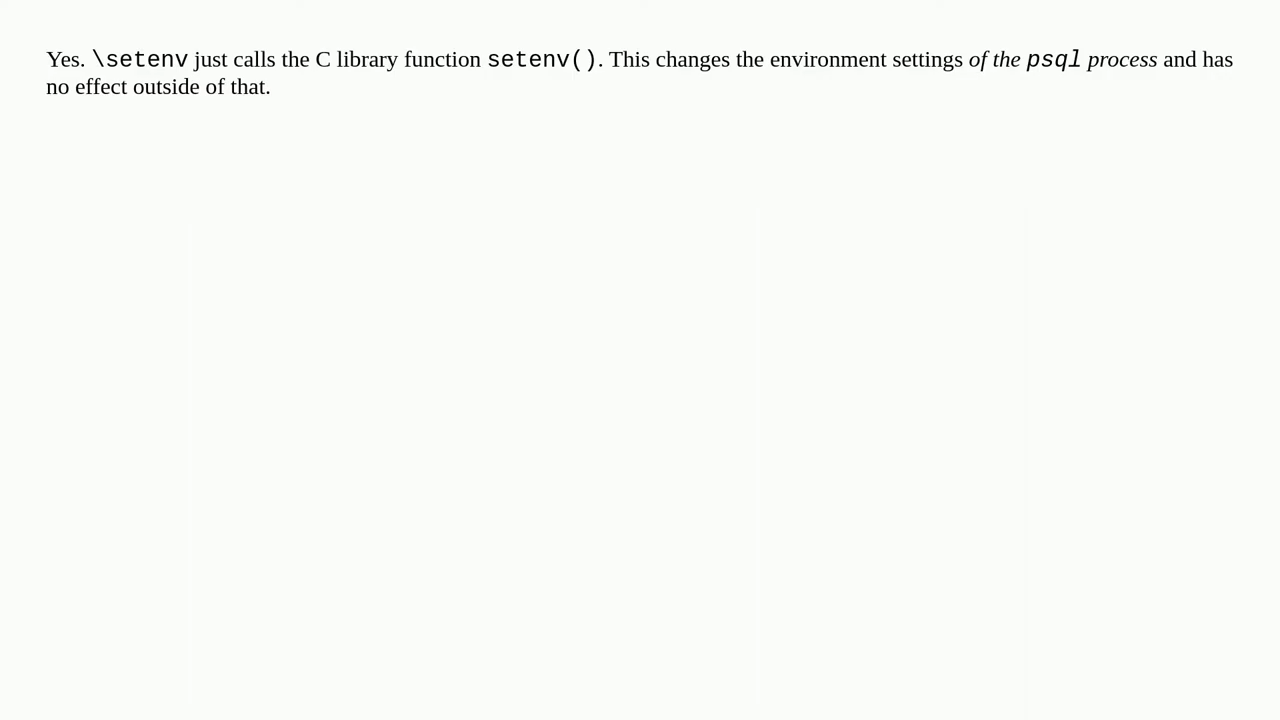 Yes. \setenv just calls the C library function setenv(). This changes the environment settings of the psql process and has
no effect outside of that.